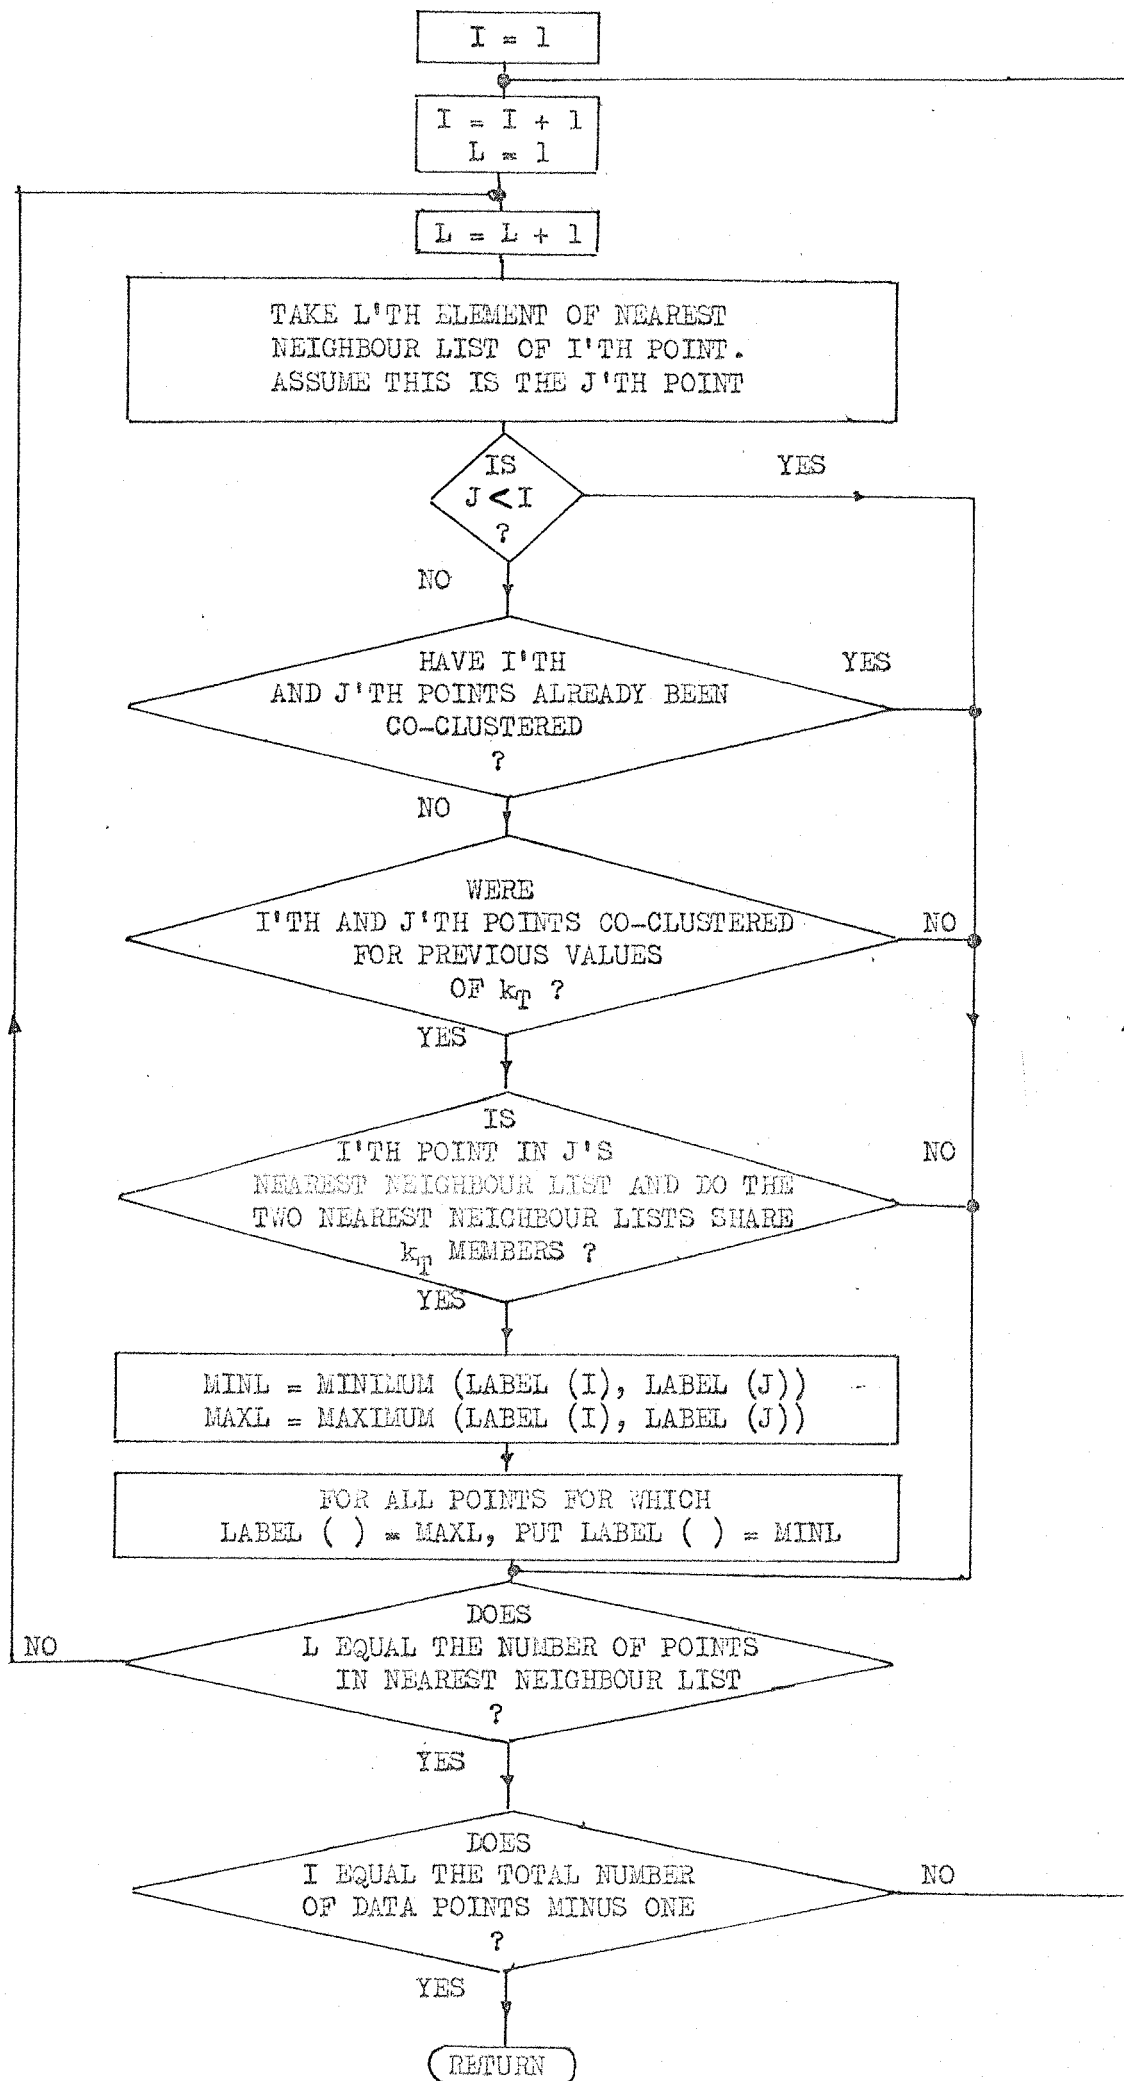 I = 1
I = I + 1
L = 1
L = L + 1
TAKE L'TH ELEMENT OF NEAREST
NEIGHBOUR LIST OF I'TH POINT.
ASSUME THIS IS THE J'TH POINT
IS
J < I
?
YES
NO
HAVE I'TH
AND J'TH POINTS ALREADY BEEN
CO-CLUSTERED
?
YES
NO
WERE
I'TH AND J'TH POINTS CO-CLUSTERED
FOR PREVIOUS VALUES
OF kT ?
NO
YES
IS
I'TH POINT IN J'S
NEAREST NEIGHBOUR LIST AND DO THE
TWO NEAREST NEIGHBOUR LISTS SHARE
kT MEMBERS ?
NO
YES
MINL = MINIMUM (LABEL (I), LABEL (J))
MAXL = MAXIMUM (LABEL (I), LABEL (J))
FOR ALL POINTS FOR WHICH
LABEL ( ) = MAXL, PUT LABEL ( ) = MINL
DOES
L EQUAL THE NUMBER OF POINTS
IN NEAREST NEIGHBOUR LIST
?
NO
YES
DOES
I EQUAL THE TOTAL NUMBER
OF DATA POINTS MINUS ONE
?
NO
YES
RETURN